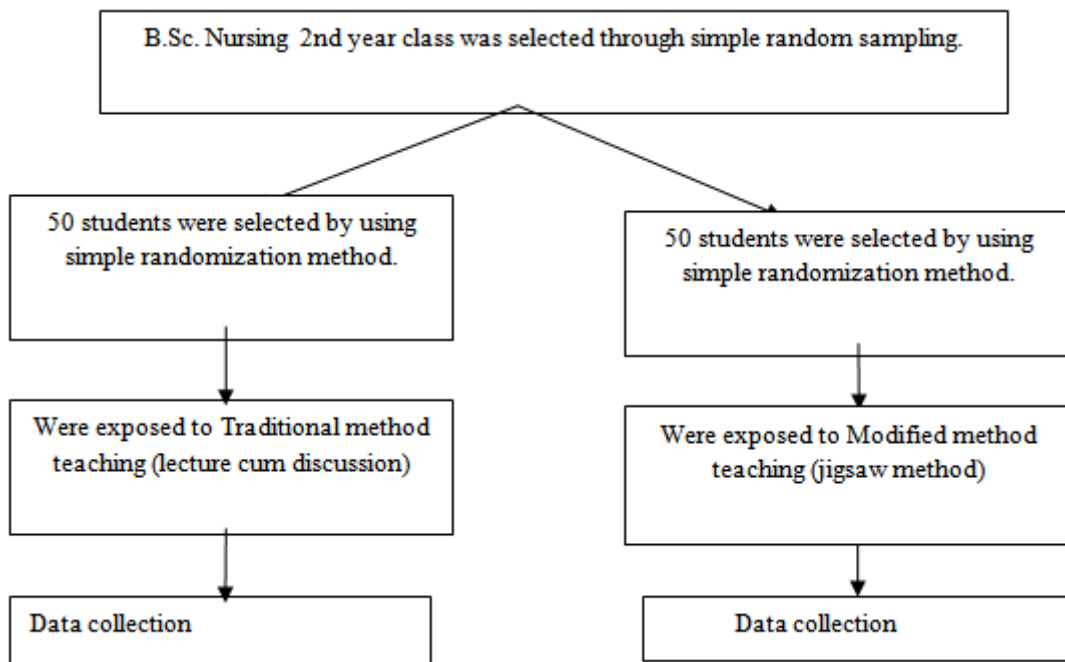 B.Sc. Nursing 2nd year class was selected through simple random sampling.
50 students were selected by using
simple randomization method.
50 students were selected by using
simple randomization method.
Were exposed to Traditional method
teaching (lecture cum discussion)
Were exposed to Modified method
teaching (jigsaw method)
Data collection
Data collection